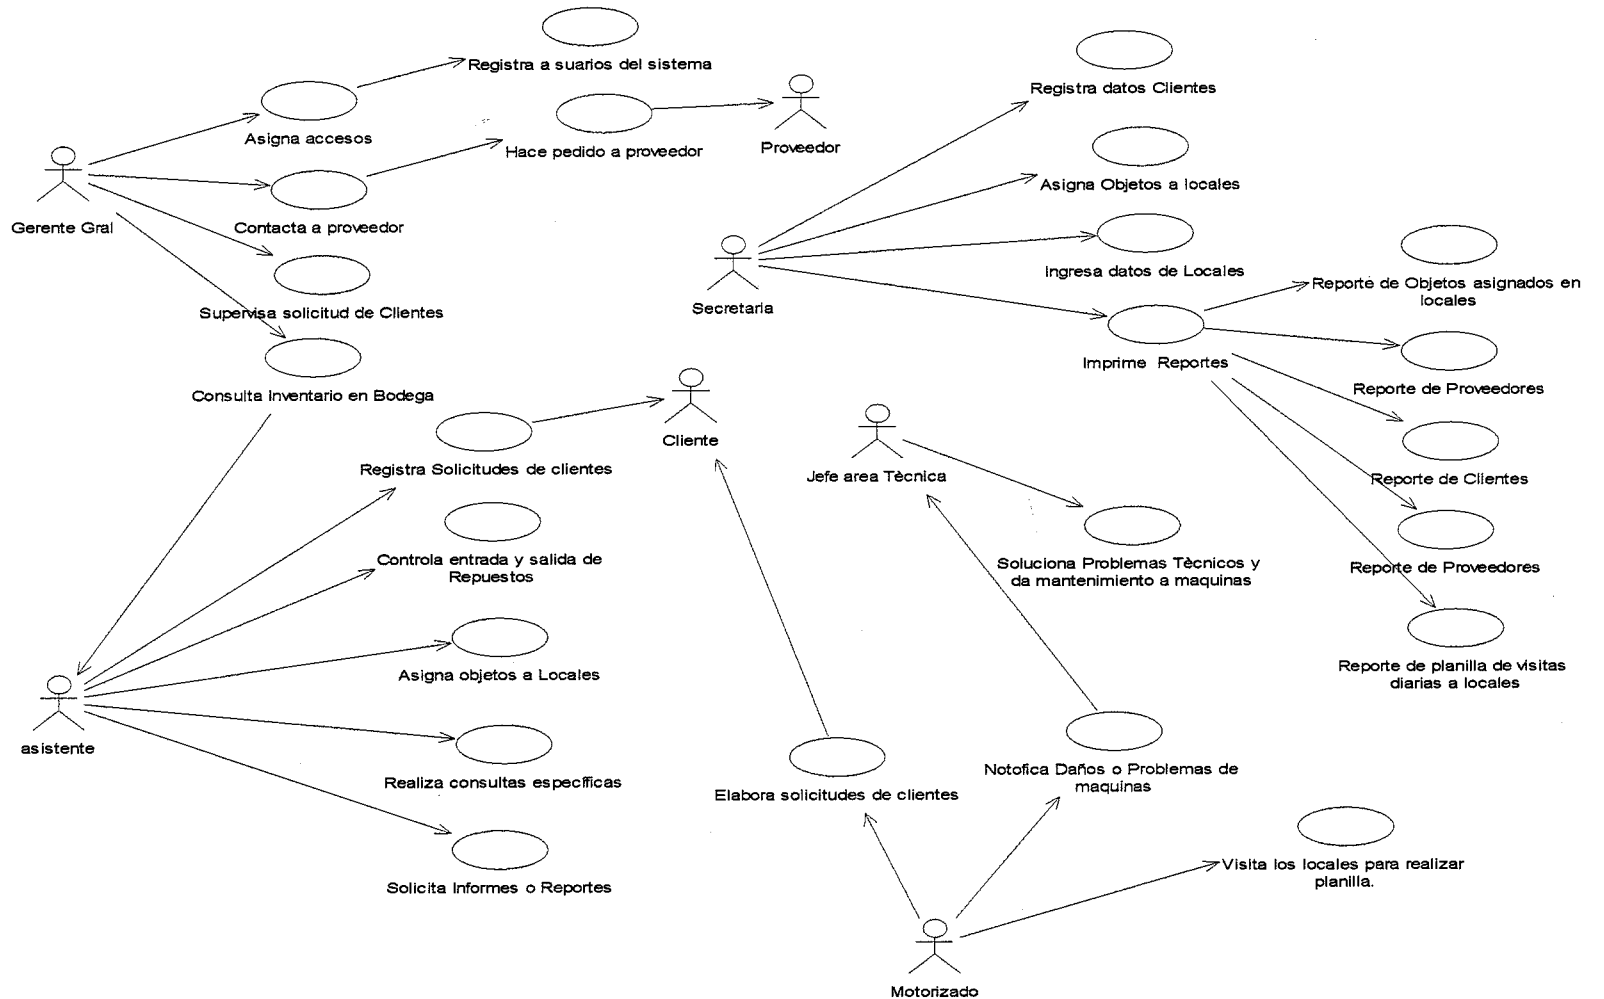 Registra a suarios del sistema
Asigna accesos
Hace pedido a proveedor
Proveedor
Gerente Gral
Contacta a proveedor
Supervisa solicitud de Clientes
Consulta Inventario en Bodega
Registra datos Clientes
Asigna Objetos a locales
Ingresa datos de Locales
Secretaria
Imprime Reportes
Reporte de Objetos asignados en
locales
Reporte de Proveedores
Reporte de Clientes
Reporte de Proveedores
Reporte de planilla de visitas
diarias a locales
Cliente
Registra Solicitudes de clientes
Controla entrada y salida de
Repuestos
Asigna objetos a Locales
asistente
Realiza consultas específicas
Solicita Informes o Reportes
Jefe area Tècnica
Soluciona Problemas Tècnicos y
da mantenimiento a maquinas
Elabora solicitudes de clientes
Notofica Daños o Problemas de
maquinas
Visita los locales para realizar
planilla.
Motorizado